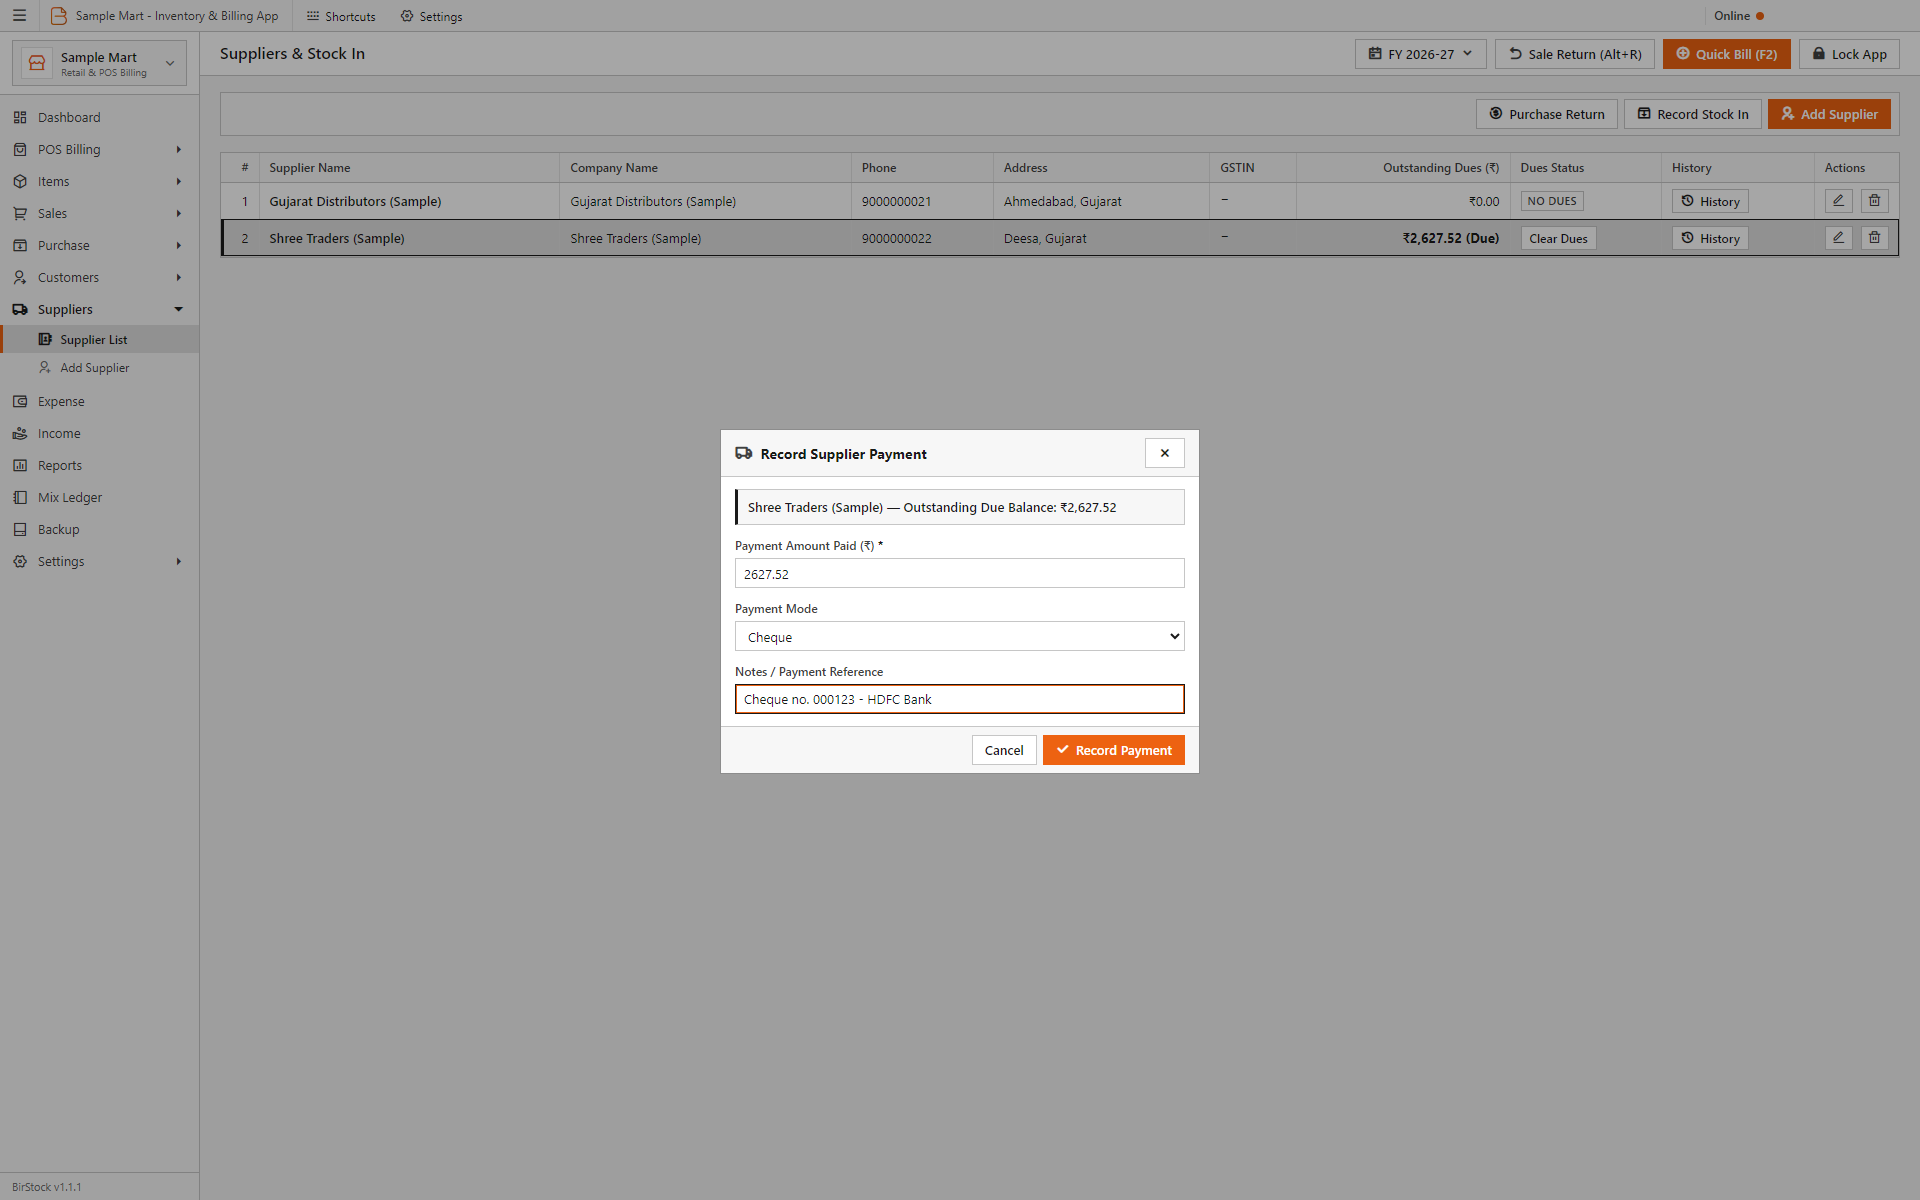 Sample Mart - Inventory & Billing App
Shortcuts
Settings
Online
Sample Mart
Retail & POS Billing
Suppliers & Stock In
FY 2026-27
Sale Return (Alt+R)
Quick Bill (F2)
Lock App
Dashboard
POS Billing
Items
Sales
Purchase
Customers
Suppliers
Supplier List
Add Supplier
Expense
Income
Reports
Mix Ledger
Backup
Settings
BirStock v1.1.1
Purchase Return
Record Stock In
Add Supplier
# Supplier Name Company Name Phone Address GSTIN Outstanding Dues (₹) Dues Status History Actions
1 Gujarat Distributors (Sample) Gujarat Distributors (Sample) 9000000021 Ahmedabad, Gujarat – ₹0.00 NO DUES History
2 Shree Traders (Sample) Shree Traders (Sample) 9000000022 Deesa, Gujarat – ₹2,627.52 (Due) Clear Dues History
Record Supplier Payment
Shree Traders (Sample) — Outstanding Due Balance: ₹2,627.52
Payment Amount Paid (₹) *
2627.52
Payment Mode
Cheque
Notes / Payment Reference
Cheque no. 000123 - HDFC Bank
Cancel
Record Payment